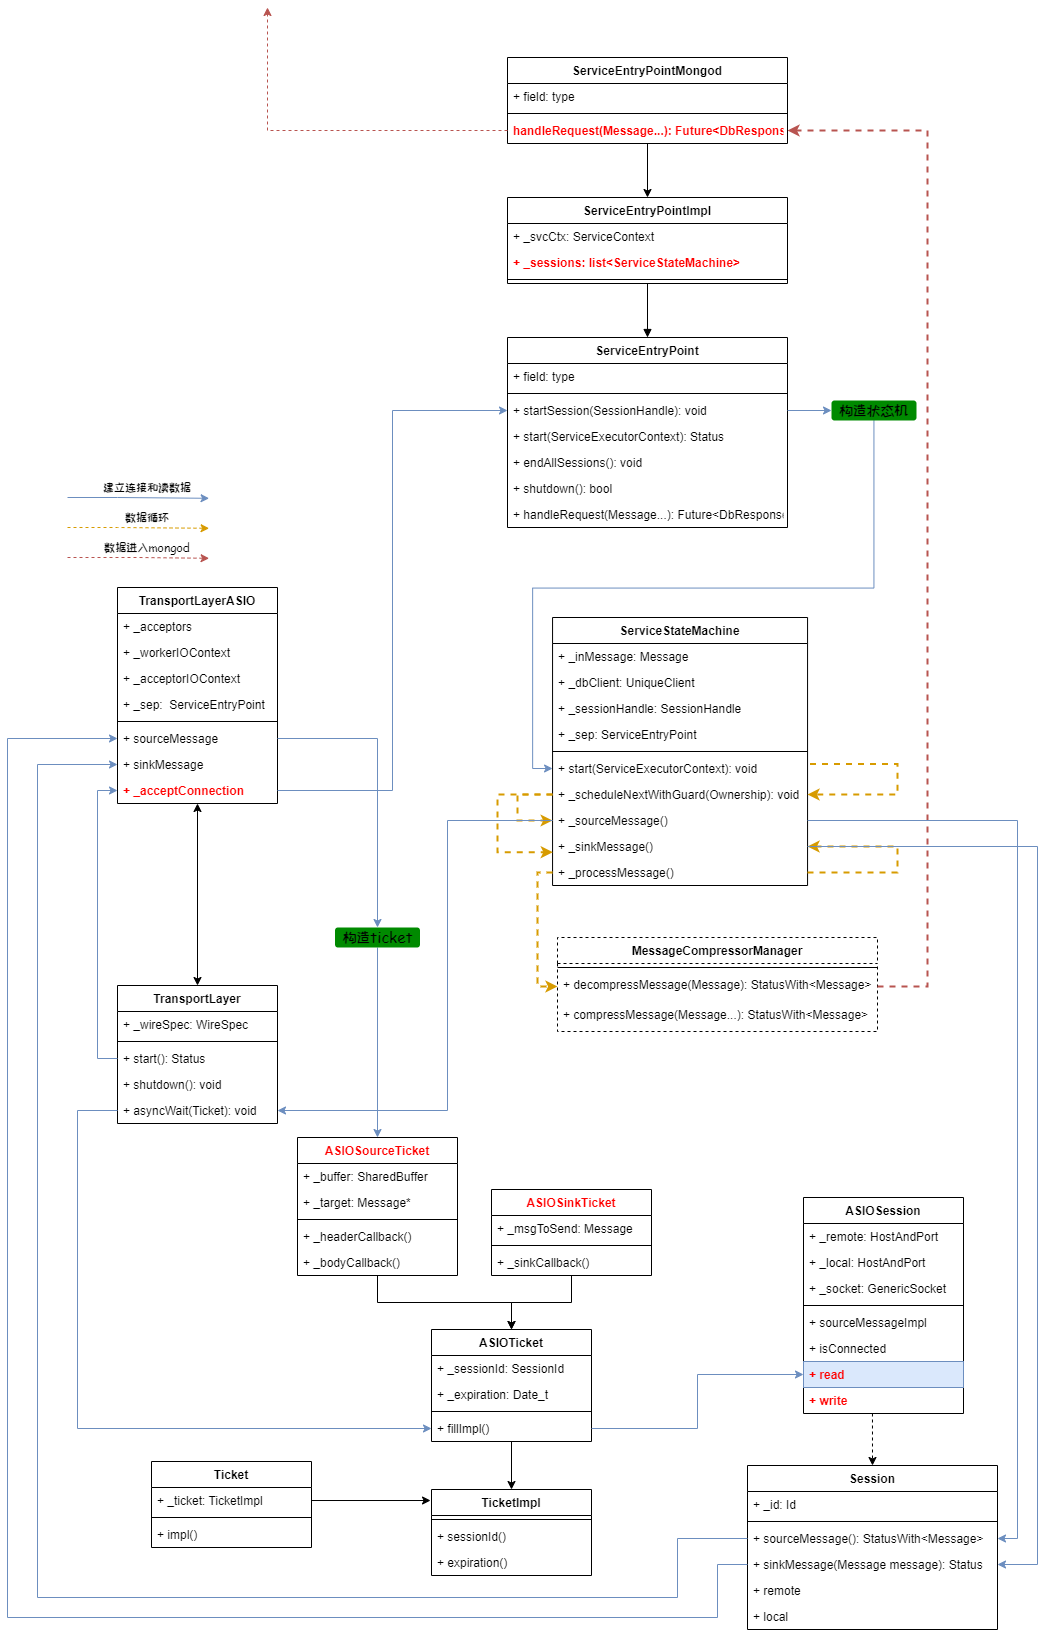 ServiceEntryPointMongod
+ field: type
handleRequest(Message...): Future<DbRespons
ServiceEntryPointImpl
+ _svcCtx: ServiceContext
+ _sessions: list<ServiceStateMachine>
ServiceEntryPoint
+ field: type
+ startSession(SessionHandle): void
+ start(ServiceExecutorContext): Status
+ endAllSessions(): void
+ shutdown(): bool
+ handleRequest(Message...): Future<DbRespons
构造状态机
建立连接和读数据
数据循环
数据进入mongod
TransportLayerASIO
+ _acceptors
+ _workerIOContext
+ _acceptorIOContext
+ _sep:  ServiceEntryPoint
+ sourceMessage
+ sinkMessage
+ _acceptConnection
ServiceStateMachine
+ _inMessage: Message
+ _dbClient: UniqueClient
+ _sessionHandle: SessionHandle
+ _sep: ServiceEntryPoint
+ start(ServiceExecutorContext): void
+ _scheduleNextWithGuard(Ownership): void
+ _sourceMessage()
+ _sinkMessage()
+ _processMessage()
构造ticket
MessageCompressorManager
+ decompressMessage(Message): StatusWith<Message>
+ compressMessage(Message...): StatusWith<Message>
TransportLayer
+ _wireSpec: WireSpec
+ start(): Status
+ shutdown(): void
+ asyncWait(Ticket): void
ASIOSourceTicket
+ _buffer: SharedBuffer
+ _target: Message*
+ _headerCallback()
+ _bodyCallback()
ASIOSinkTicket
+ _msgToSend: Message
+ _sinkCallback()
ASIOSession
+ _remote: HostAndPort
+ _local: HostAndPort
+ _socket: GenericSocket
+ sourceMessageImpl
+ isConnected
+ read
+ write
ASIOTicket
+ _sessionId: SessionId
+ _expiration: Date_t
+ fillImpl()
Ticket
+ _ticket: TicketImpl
+ impl()
TicketImpl
+ sessionId()
+ expiration()
Session
+ _id: Id
+ sourceMessage(): StatusWith<Message>
+ sinkMessage(Message message): Status
+ remote
+ local